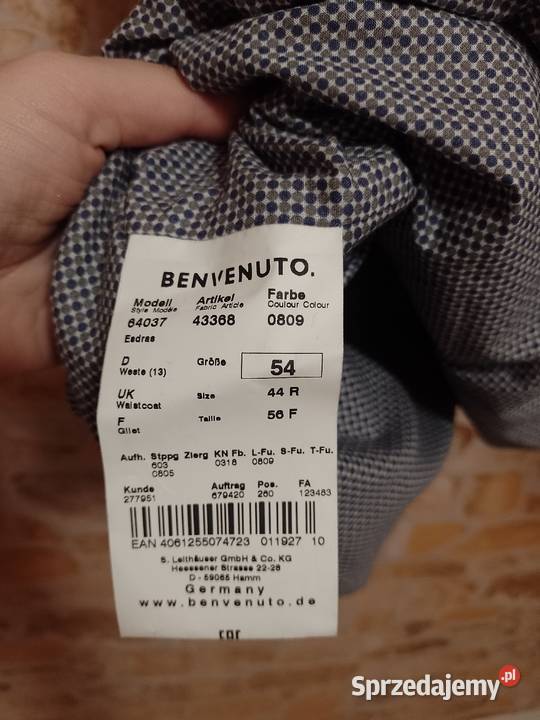 BENVENUTO.
Modell Artikel Farbe
Style Modèle Fabric Article Couleur Colour
64037 43368 0809
Esdras
D Größe 54
Weste (13)
UK Size 44 R
Waistcoat
F Taille 56 F
Gilet
Aufh. Stppg Zierg KN Fb. L-Fu. S-Fu. T-Fu.
603 0318 0809
0805
Kunde Auftrag Pos. FA
277951 679420 260 123483
EAN 4061255074723 011927 10
S. Leithäuser GmbH & Co. KG
Heessener Strasse 22-28
D - 59065 Hamm
Germany
www.benvenuto.de
Sprzedajemy.pl